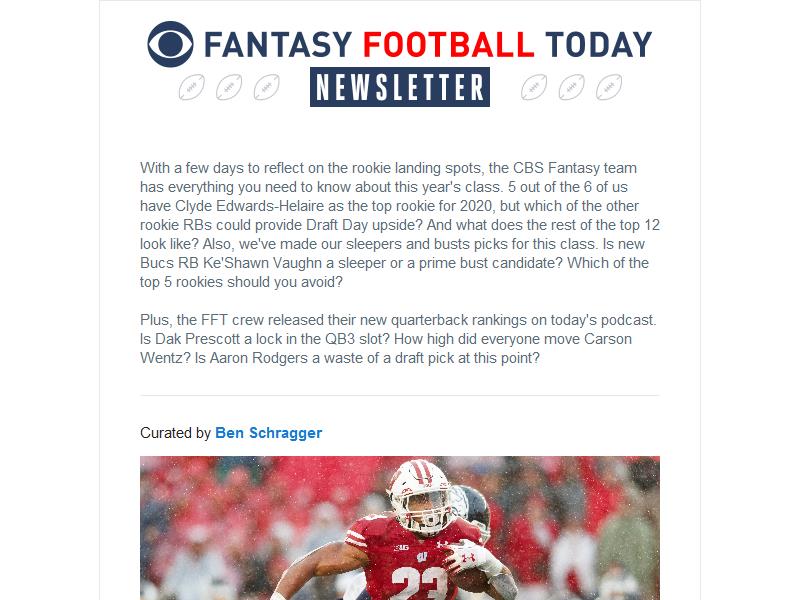 FANTASY FOOTBALL TODAY
NEWSLETTER
With a few days to reflect on the rookie landing spots, the CBS Fantasy team
has everything you need to know about this year's class. 5 out of the 6 of us
have Clyde Edwards-Helaire as the top rookie for 2020, but which of the other
rookie RBs could provide Draft Day upside? And what does the rest of the top 12
look like? Also, we've made our sleepers and busts picks for this class. Is new
Bucs RB Ke'Shawn Vaughn a sleeper or a prime bust candidate? Which of the
top 5 rookies should you avoid?
Plus, the FFT crew released their new quarterback rankings on today's podcast.
Is Dak Prescott a lock in the QB3 slot? How high did everyone move Carson
Wentz? Is Aaron Rodgers a waste of a draft pick at this point?
Curated by Ben Schragger
23